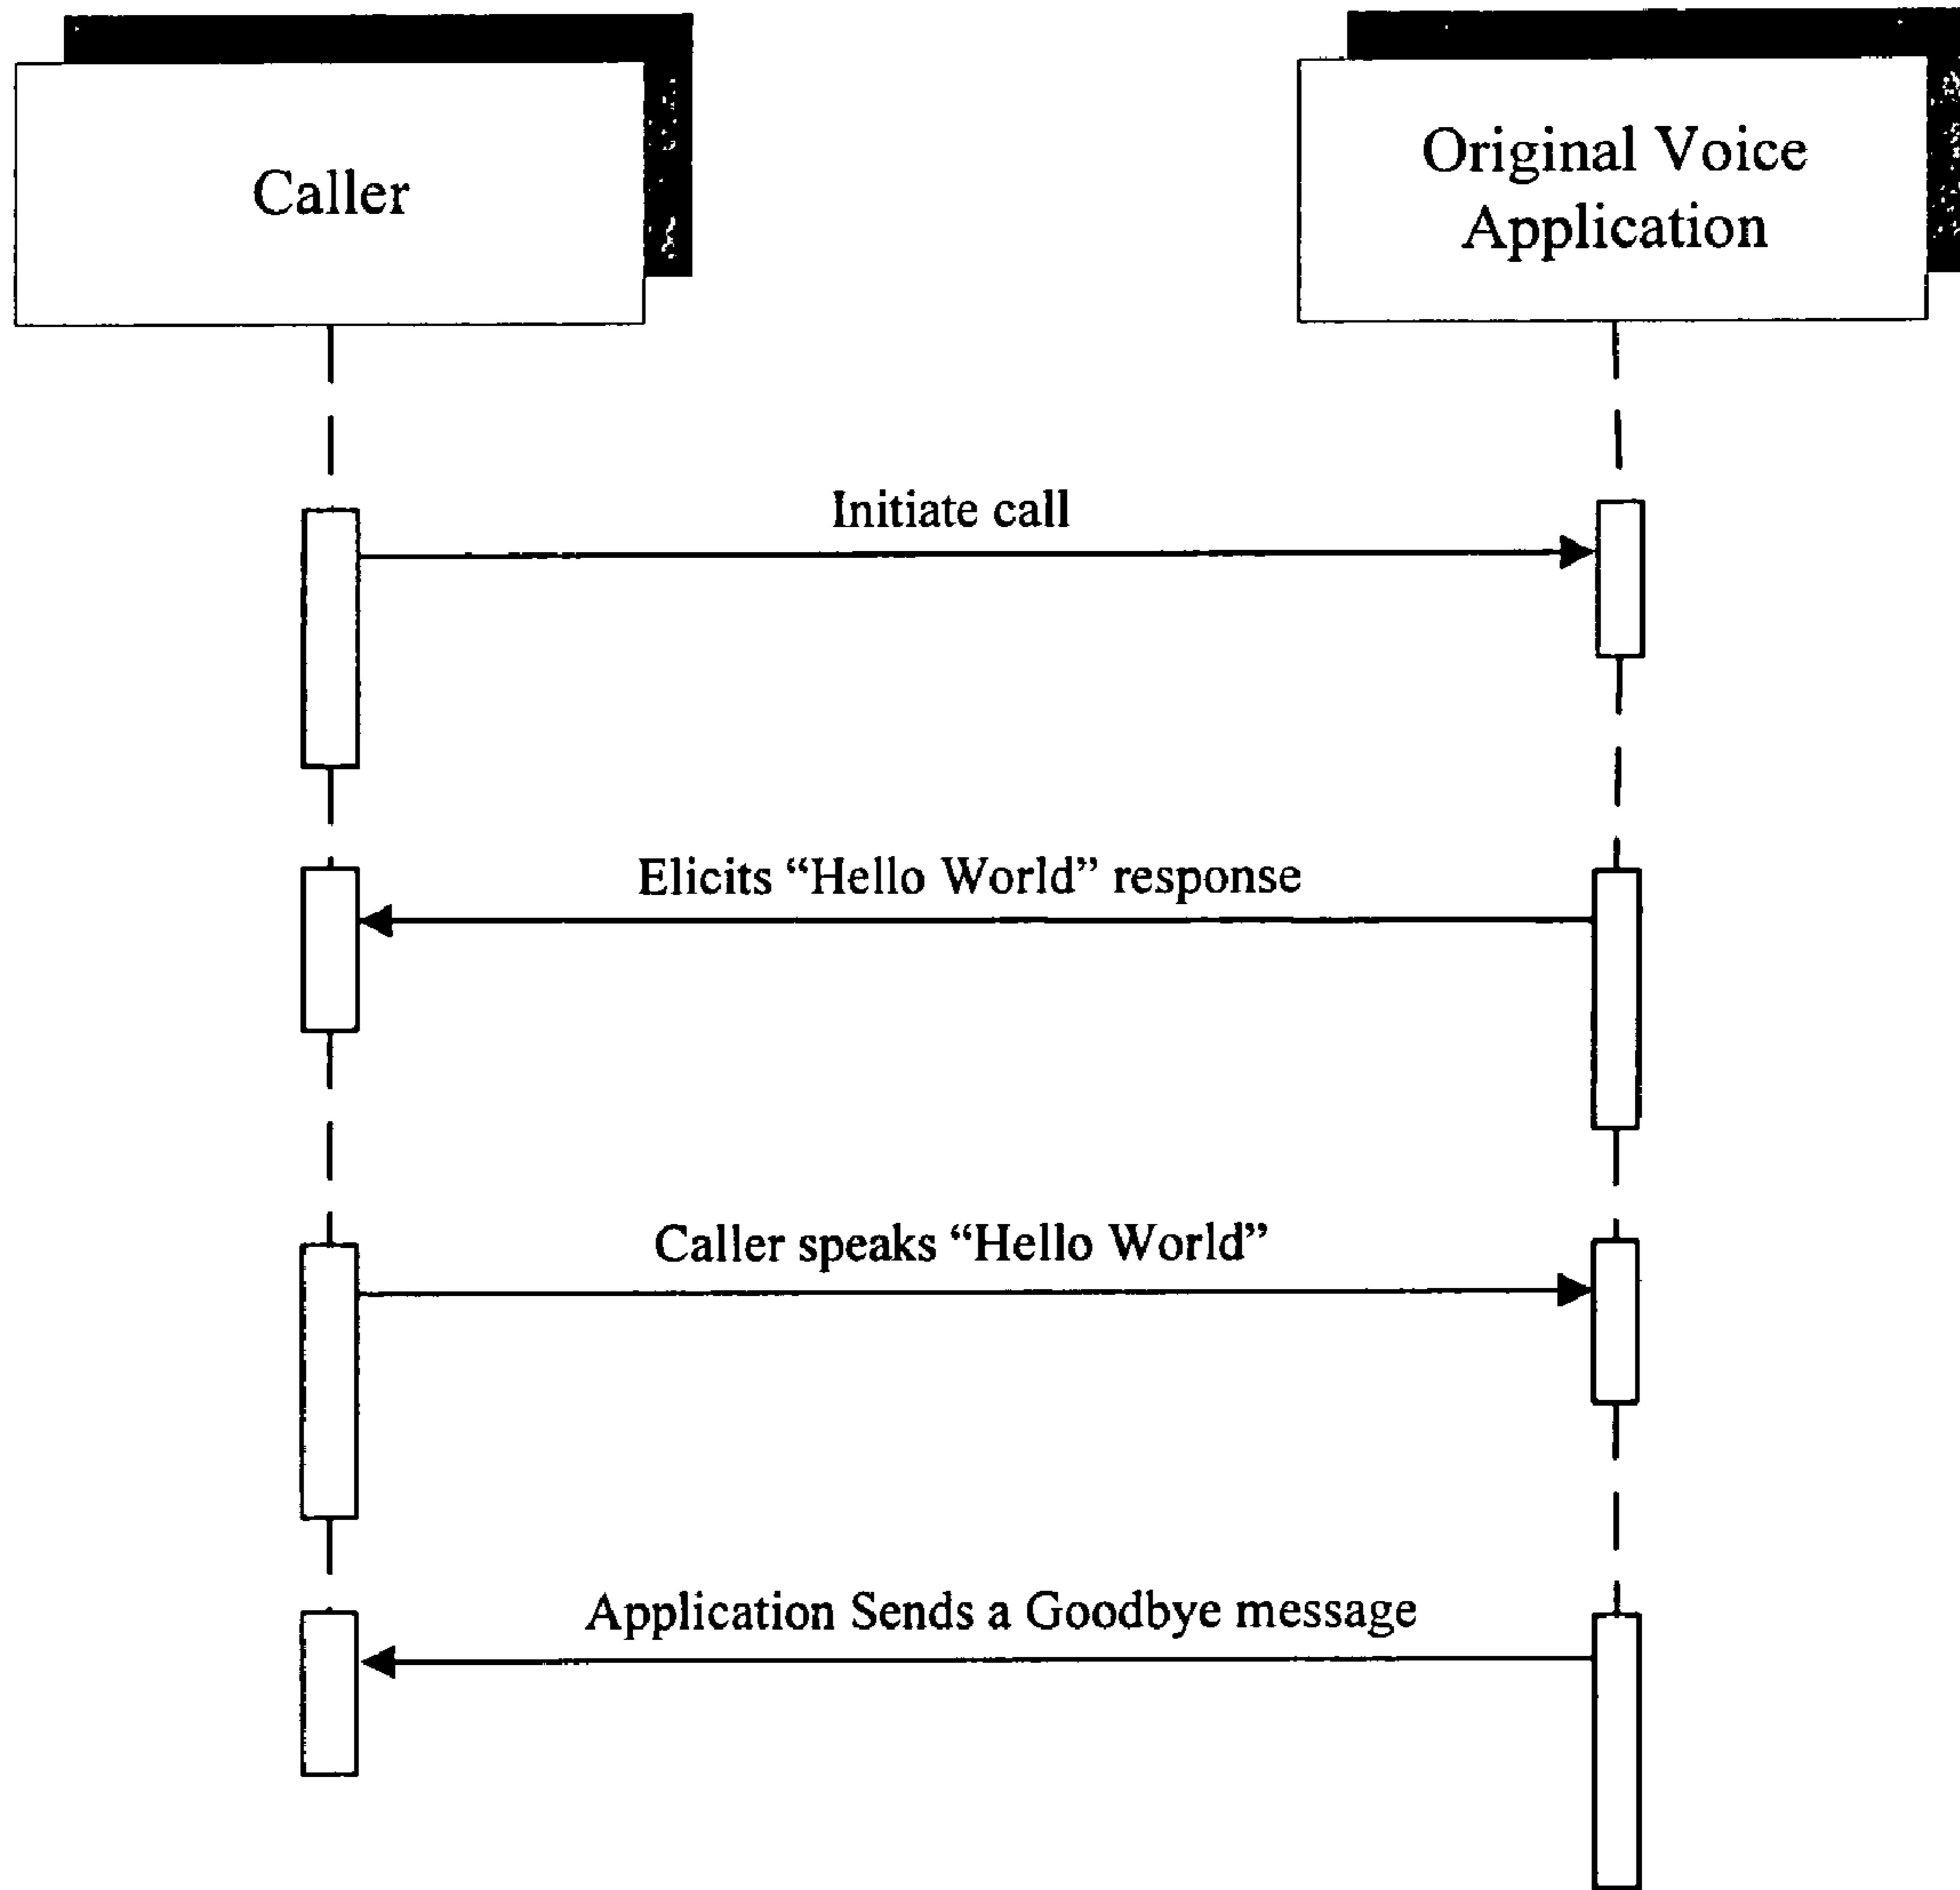 Caller
Original Voice
Application
Initiate call
Elicits “Hello World” response
Caller speaks “Hello World”
Application Sends a Goodbye message